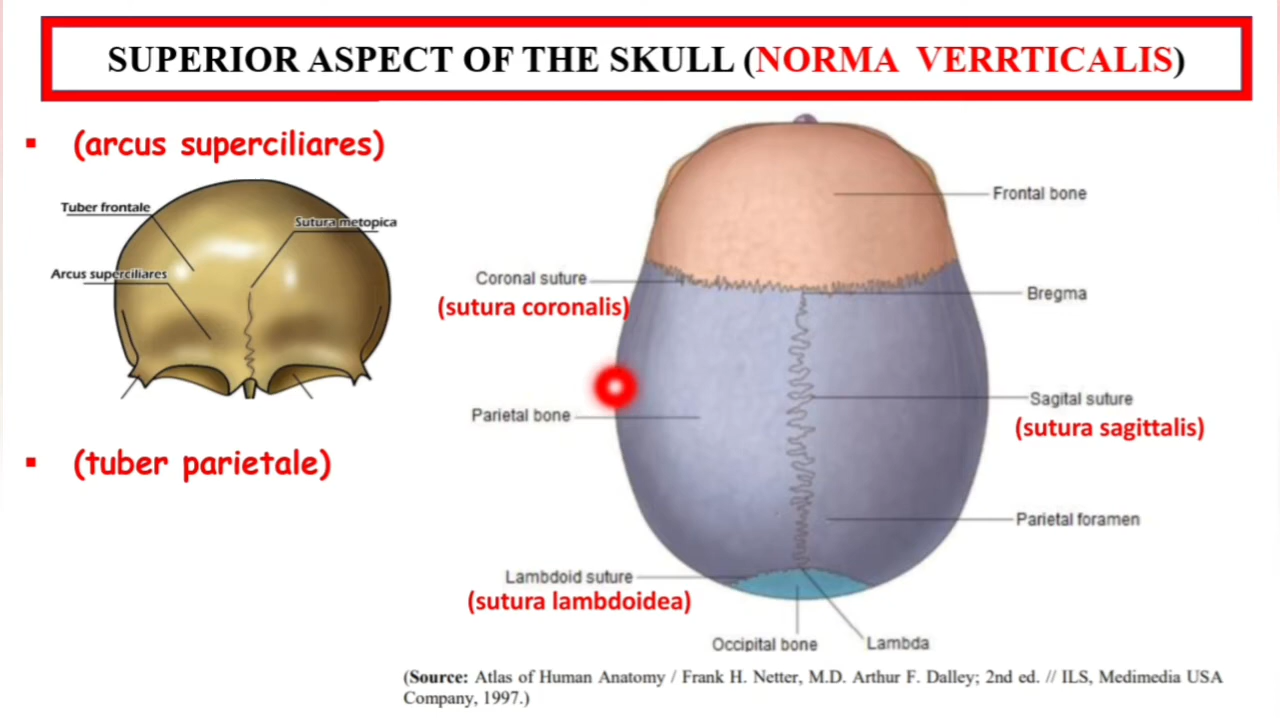 SUPERIOR ASPECT OF THE SKULL (NORMA VERRTICALIS)
▪ (arcus superciliares)
Tuber frontale
Sutura metopica
Arcus superciliares
▪ (tuber parietale)
Frontal bone
Coronal suture
(sutura coronalis)
Bregma
Parietal bone
Sagital suture
(sutura sagittalis)
Parietal foramen
Lambdoid suture
(sutura lambdoidea)
Occipital bone
Lambda
(Source: Atlas of Human Anatomy / Frank H. Netter, M.D. Arthur F. Dalley; 2nd ed. // ILS, Medimedia USA
Company, 1997.)